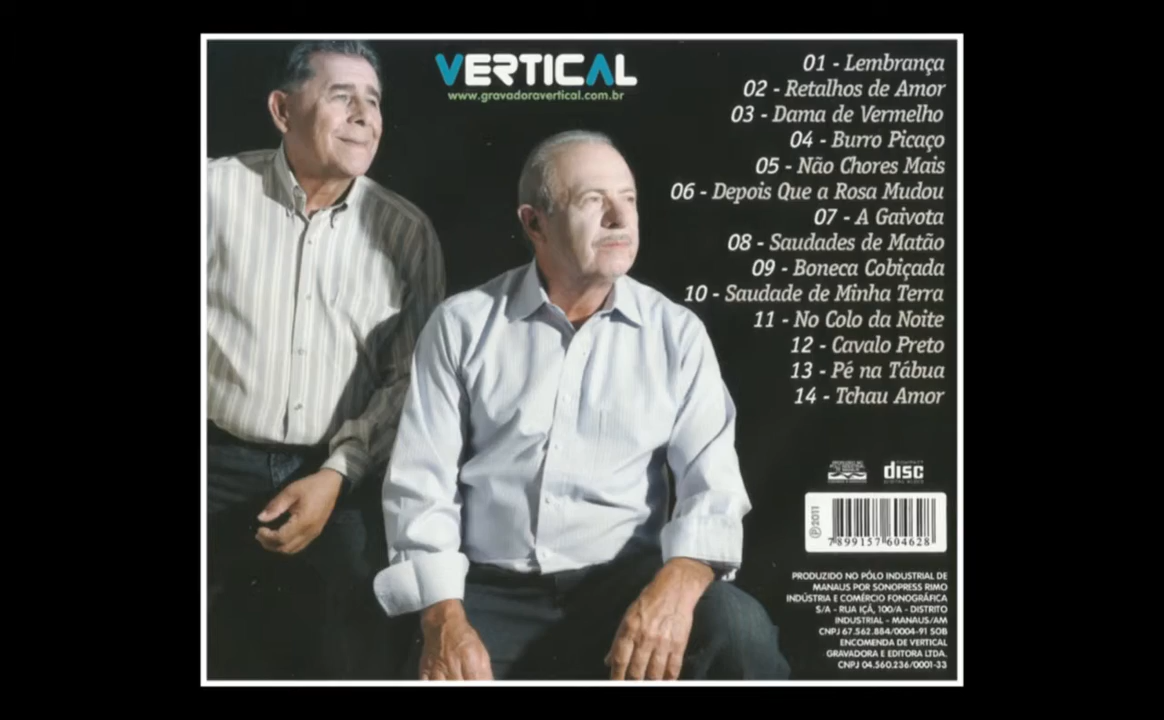 VERTICAL
www.gravadoravertical.com.br
01 - Lembrança
02 - Retalhos de Amor
03 - Dama de Vermelho
04 - Burro Picaço
05 - Não Chores Mais
06 - Depois Que a Rosa Mudou
07 - A Gaivota
08 - Saudades de Matão
09 - Boneca Cobiçada
10 - Saudade de Minha Terra
11 - No Colo da Noite
12 - Cavalo Preto
13 - Pé na Tábua
14 - Tchau Amor
disc
DIGITAL AUDIO
℗2011
7 899157 604628
PRODUZIDO NO PÓLO INDUSTRIAL DE
MANAUS POR SONOPRESS RIMO
INDÚSTRIA E COMÉRCIO FONOGRÁFICA
S/A - RUA IÇÁ, 100/A - DISTRITO
INDUSTRIAL - MANAUS/AM
CNPJ 67.562.884/0004-91 SOB
ENCOMENDA DE VERTICAL
GRAVADORA E EDITORA LTDA.
CNPJ 04.560.236/0001-33